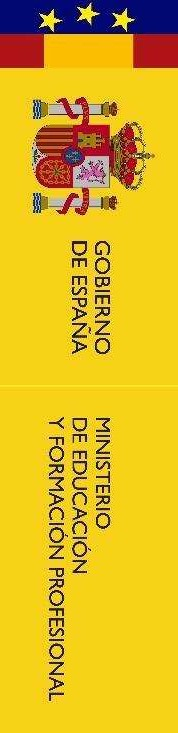 GOBIERNO
DE ESPAÑA
MINISTERIO
DE EDUCACIÓN
Y FORMACIÓN PROFESIONAL